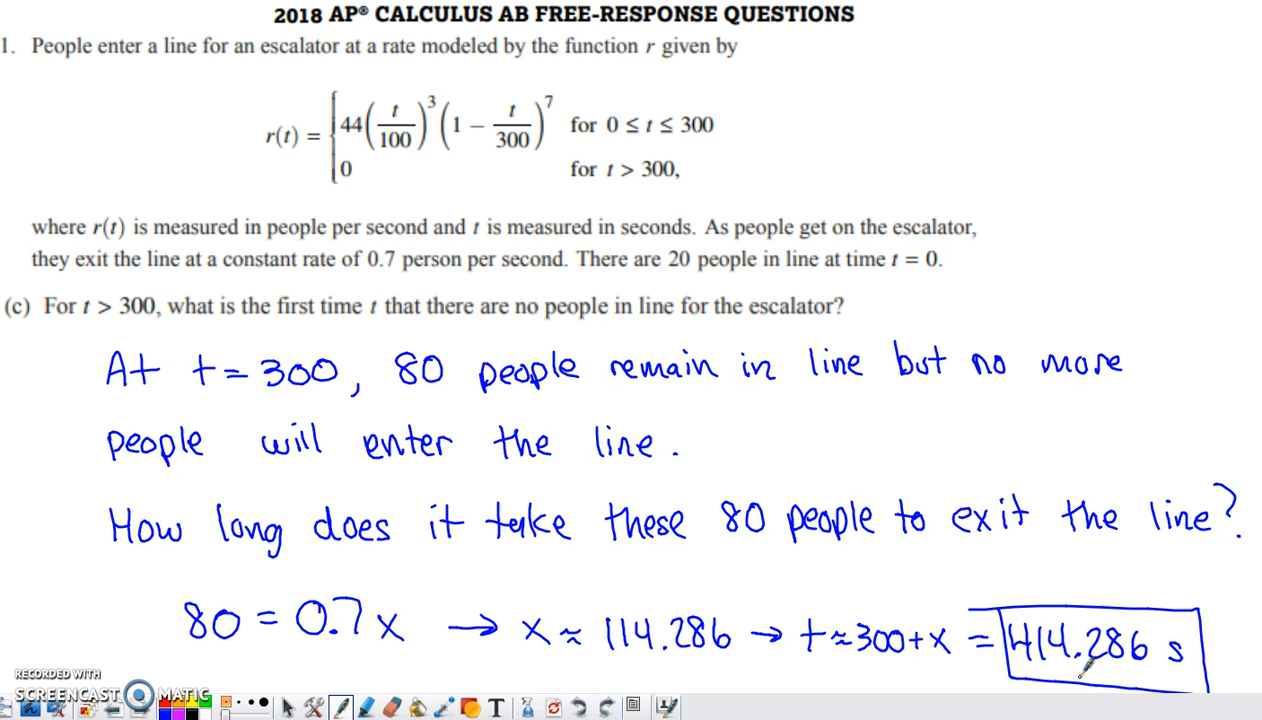 2018 AP® CALCULUS AB FREE-RESPONSE QUESTIONS
1. People enter a line for an escalator at a rate modeled by the function r given by
r(t) = { 44(t/100)^3 (1 − t/300)^7 for 0 ≤ t ≤ 300
0 for t > 300,
where r(t) is measured in people per second and t is measured in seconds. As people get on the escalator,
they exit the line at a constant rate of 0.7 person per second. There are 20 people in line at time t = 0.
(c) For t > 300, what is the first time t that there are no people in line for the escalator?
At t = 300, 80 people remain in line but no more
people will enter the line.
How long does it take these 80 people to exit the line?
80 = 0.7x → x ≈ 114.286 → t ≈ 300 + x = 414.286 s
RECORDED WITH
SCREENCAST MATIC